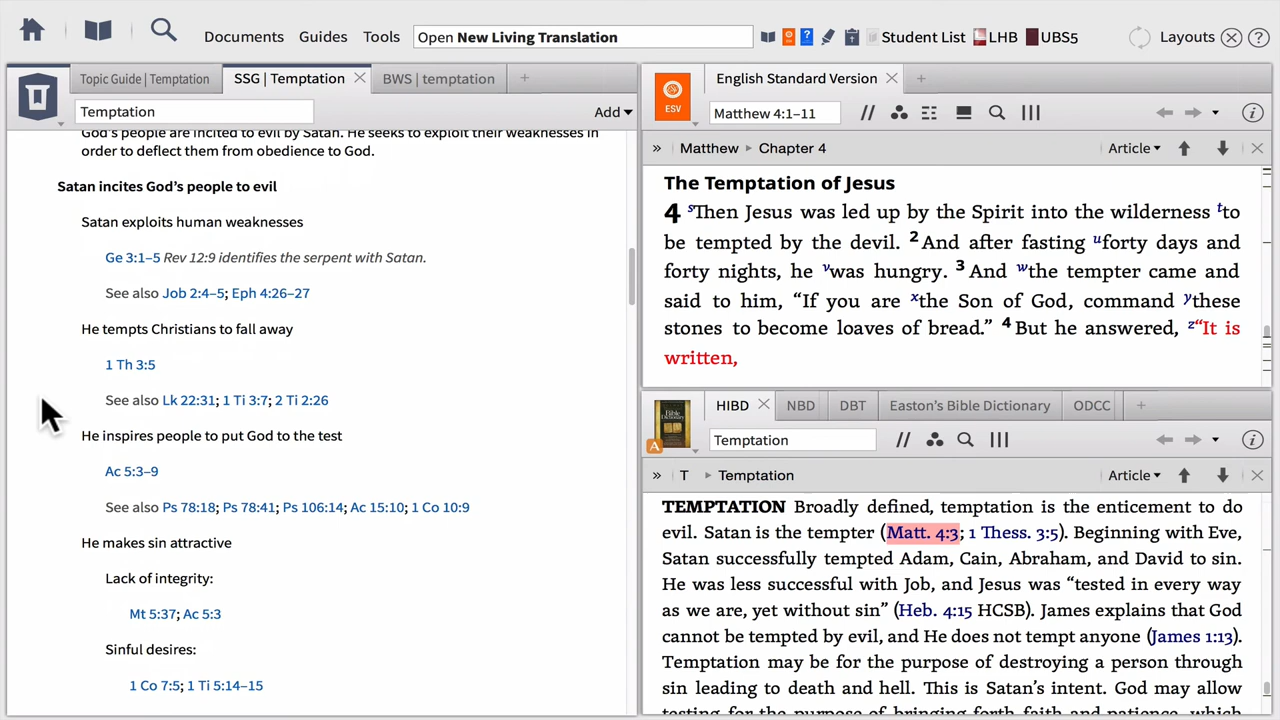 Documents Guides Tools Open New Living Translation Student List LHB UBS5 Layouts
Topic Guide | Temptation SSG | Temptation BWS | temptation
Temptation Add
God's people are incited to evil by Satan. He seeks to exploit their weaknesses in
order to deflect them from obedience to God.
Satan incites God's people to evil
Satan exploits human weaknesses
Ge 3:1–5 Rev 12:9 identifies the serpent with Satan.
See also Job 2:4–5; Eph 4:26–27
He tempts Christians to fall away
1 Th 3:5
See also Lk 22:31; 1 Ti 3:7; 2 Ti 2:26
He inspires people to put God to the test
Ac 5:3–9
See also Ps 78:18; Ps 78:41; Ps 106:14; Ac 15:10; 1 Co 10:9
He makes sin attractive
Lack of integrity:
Mt 5:37; Ac 5:3
Sinful desires:
1 Co 7:5; 1 Ti 5:14–15
English Standard Version
ESV
Matthew 4:1–11
» Matthew Chapter 4 Article
The Temptation of Jesus
4 sThen Jesus was led up by the Spirit into the wilderness tto
be tempted by the devil. 2 And after fasting uforty days and
forty nights, he vwas hungry. 3 And wthe tempter came and
said to him, “If you are xthe Son of God, command ythese
stones to become loaves of bread.” 4 But he answered, z“It is
written,
HIBD NBD DBT Easton's Bible Dictionary ODCC
A
Temptation
» T Temptation Article
TEMPTATION Broadly defined, temptation is the enticement to do
evil. Satan is the tempter (Matt. 4:3; 1 Thess. 3:5). Beginning with Eve,
Satan successfully tempted Adam, Cain, Abraham, and David to sin.
He was less successful with Job, and Jesus was “tested in every way
as we are, yet without sin” (Heb. 4:15 HCSB). James explains that God
cannot be tempted by evil, and He does not tempt anyone (James 1:13).
Temptation may be for the purpose of destroying a person through
sin leading to death and hell. This is Satan's intent. God may allow
testing for the purpose of bringing forth faith and patience, which